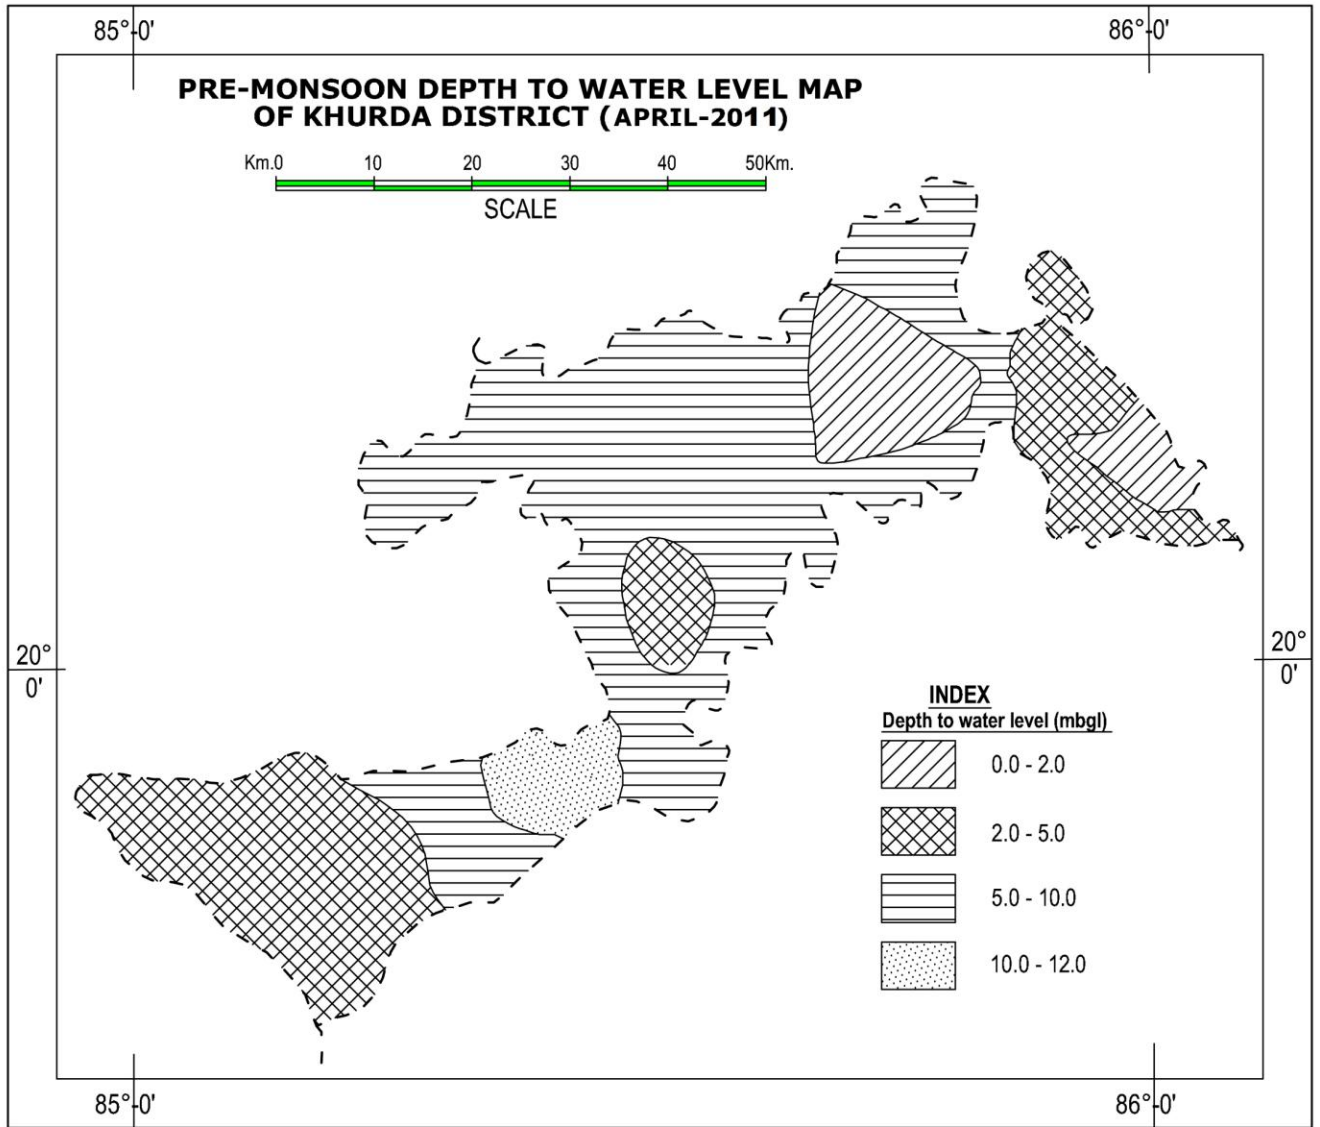 85°-0' 86°-0'
PRE-MONSOON DEPTH TO WATER LEVEL MAP
OF KHURDA DISTRICT (APRIL-2011)
Km.0 10 20 30 40 50Km.
SCALE
20° 20°
0' 0'
INDEX
Depth to water level (mbgl)
0.0 - 2.0
2.0 - 5.0
5.0 - 10.0
10.0 - 12.0
85°-0' 86°-0'